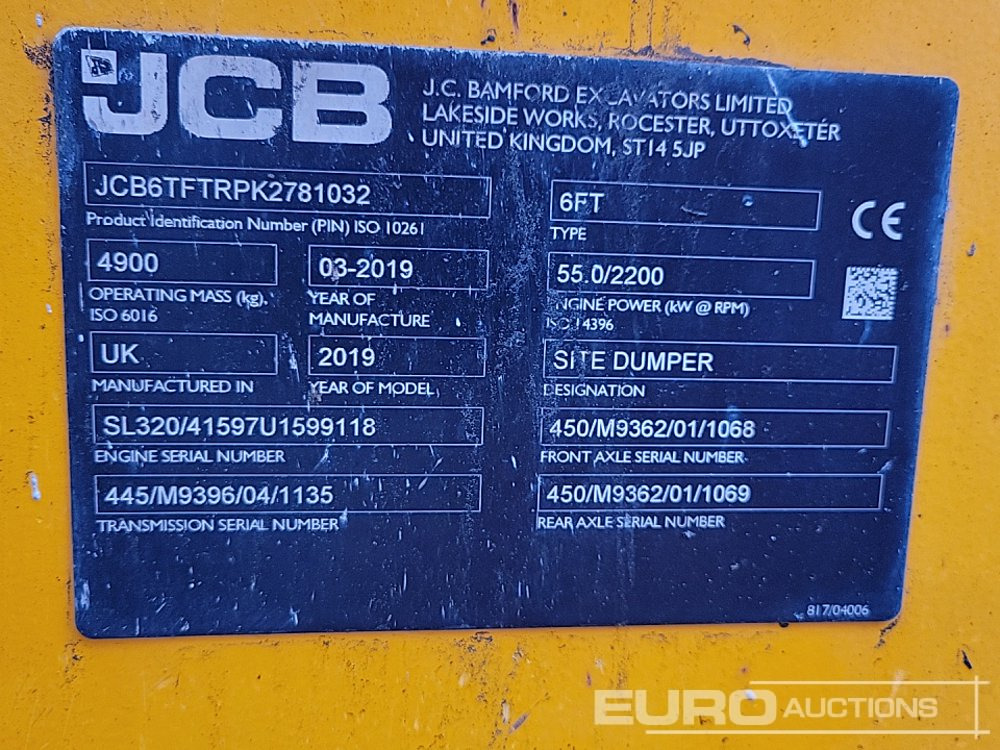 JCB
J.C. BAMFORD EXCAVATORS LIMITED
LAKESIDE WORKS, ROCESTER, UTTOXETER
UNITED KINGDOM, ST14 5JP
JCB6TFTRPK2781032
Product Identification Number (PIN) ISO 10261
6FT
TYPE
CE
4900
OPERATING MASS (kg).
ISO 6016
03-2019
YEAR OF
MANUFACTURE
55.0/2200
ENGINE POWER (kW @ RPM)
ISO 14396
UK
MANUFACTURED IN
2019
YEAR OF MODEL
SITE DUMPER
DESIGNATION
SL320/41597U1599118
ENGINE SERIAL NUMBER
450/M9362/01/1068
FRONT AXLE SERIAL NUMBER
445/M9396/04/1135
TRANSMISSION SERIAL NUMBER
450/M9362/01/1069
REAR AXLE SERIAL NUMBER
817/04006
EURO AUCTIONS